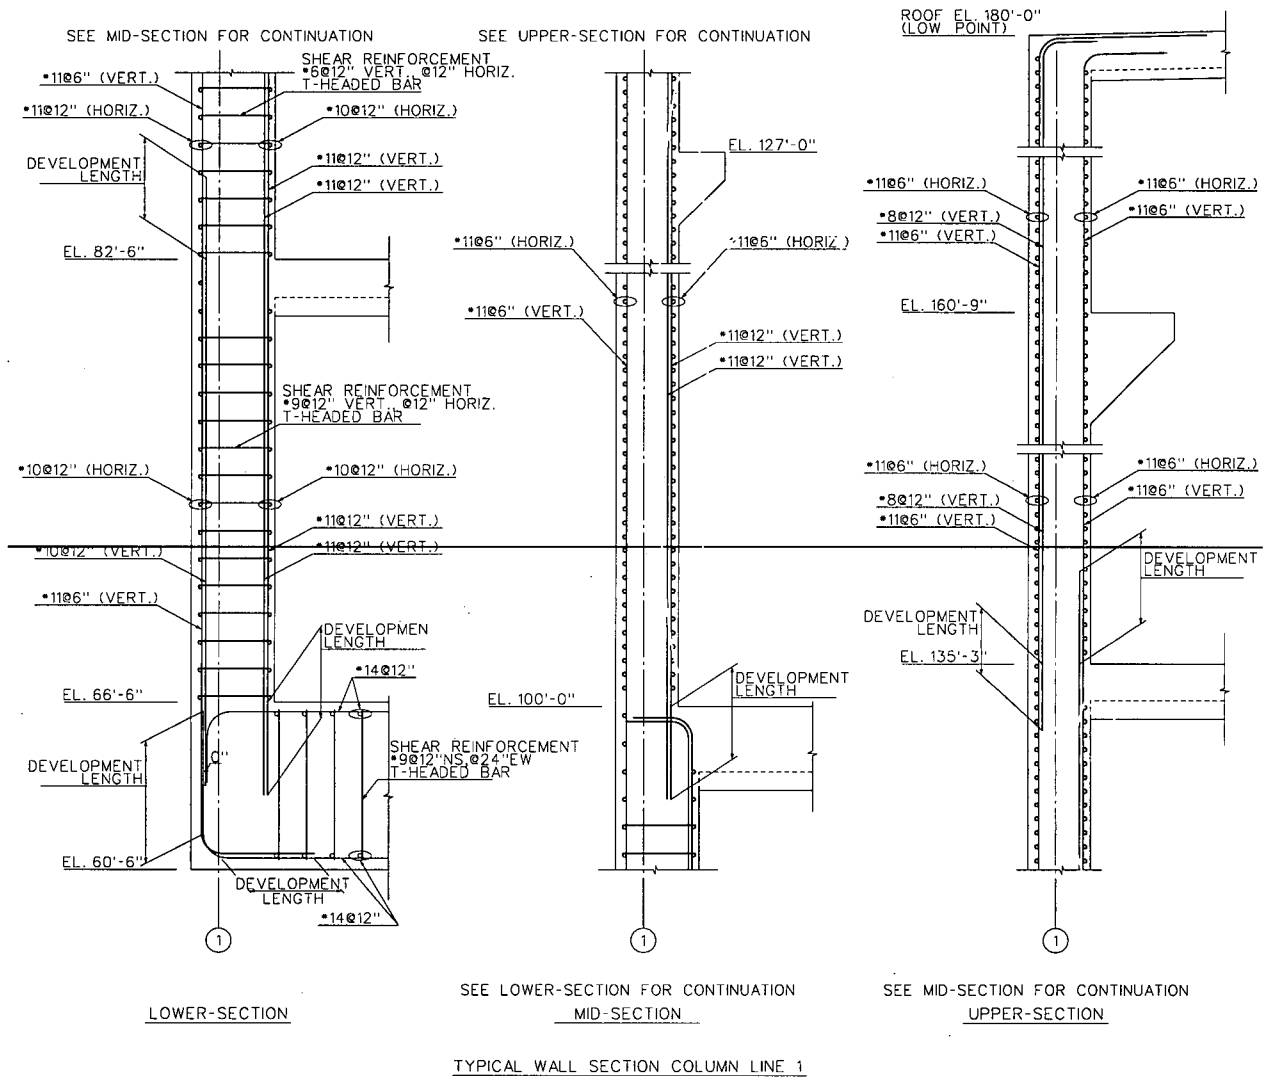 SEE MID-SECTION FOR CONTINUATION
SHEAR REINFORCEMENT
*6@12" VERT., @12" HORIZ.
T-HEADED BAR
*11@6" (VERT.)
*11@12" (HORIZ.)
*10@12" (HORIZ.)
DEVELOPMENT
LENGTH
*11@12" (VERT.)
*11@12" (VERT.)
EL. 82'-6"
SHEAR REINFORCEMENT
*9@12" VERT., @12" HORIZ.
T-HEADED BAR
*10@12" (HORIZ.)
*10@12" (HORIZ.)
*11@12" (VERT.)
*11@12" (VERT.)
*10@12" (VERT.)
*11@6" (VERT.)
DEVELOPMEN
LENGTH
*14@12"
EL. 66'-6"
SHEAR REINFORCEMENT
*9@12"NS,@24"EW
T-HEADED BAR
DEVELOPMENT
LENGTH
EL. 60'-6"
DEVELOPMENT
LENGTH
*14@12"
1
LOWER-SECTION
SEE UPPER-SECTION FOR CONTINUATION
EL. 127'-0"
*11@6" (HORIZ.)
*11@6" (HORIZ.)
*11@6" (VERT.)
*11@12" (VERT.)
*11@12" (VERT.)
DEVELOPMENT
LENGTH
EL. 100'-0"
1
SEE LOWER-SECTION FOR CONTINUATION
MID-SECTION
ROOF EL. 180'-0"
(LOW POINT)
*11@6" (HORIZ.)
*11@6" (HORIZ.)
*8@12" (VERT.)
*11@6" (VERT.)
*11@6" (VERT.)
EL. 160'-9"
*11@6" (HORIZ.)
*11@6" (HORIZ.)
*8@12" (VERT.)
*11@6" (VERT.)
*11@6" (VERT.)
DEVELOPMENT
LENGTH
DEVELOPMENT
LENGTH
EL. 135'-3"
1
SEE MID-SECTION FOR CONTINUATION
UPPER-SECTION
TYPICAL WALL SECTION COLUMN LINE 1